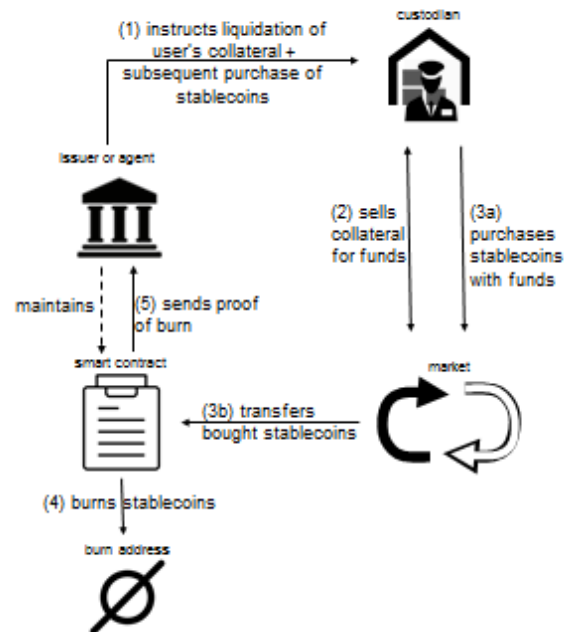 custodian
(1) instructs liquidation of
user's collateral +
subsequent purchase of
stablecoins
issuer or agent
(2) sells
collateral
for funds
(3a)
purchases
stablecoins
with funds
maintains
(5) sends proof
of burn
smart contract
market
(3b) transfers
bought stablecoins
(4) burns stablecoins
burn address